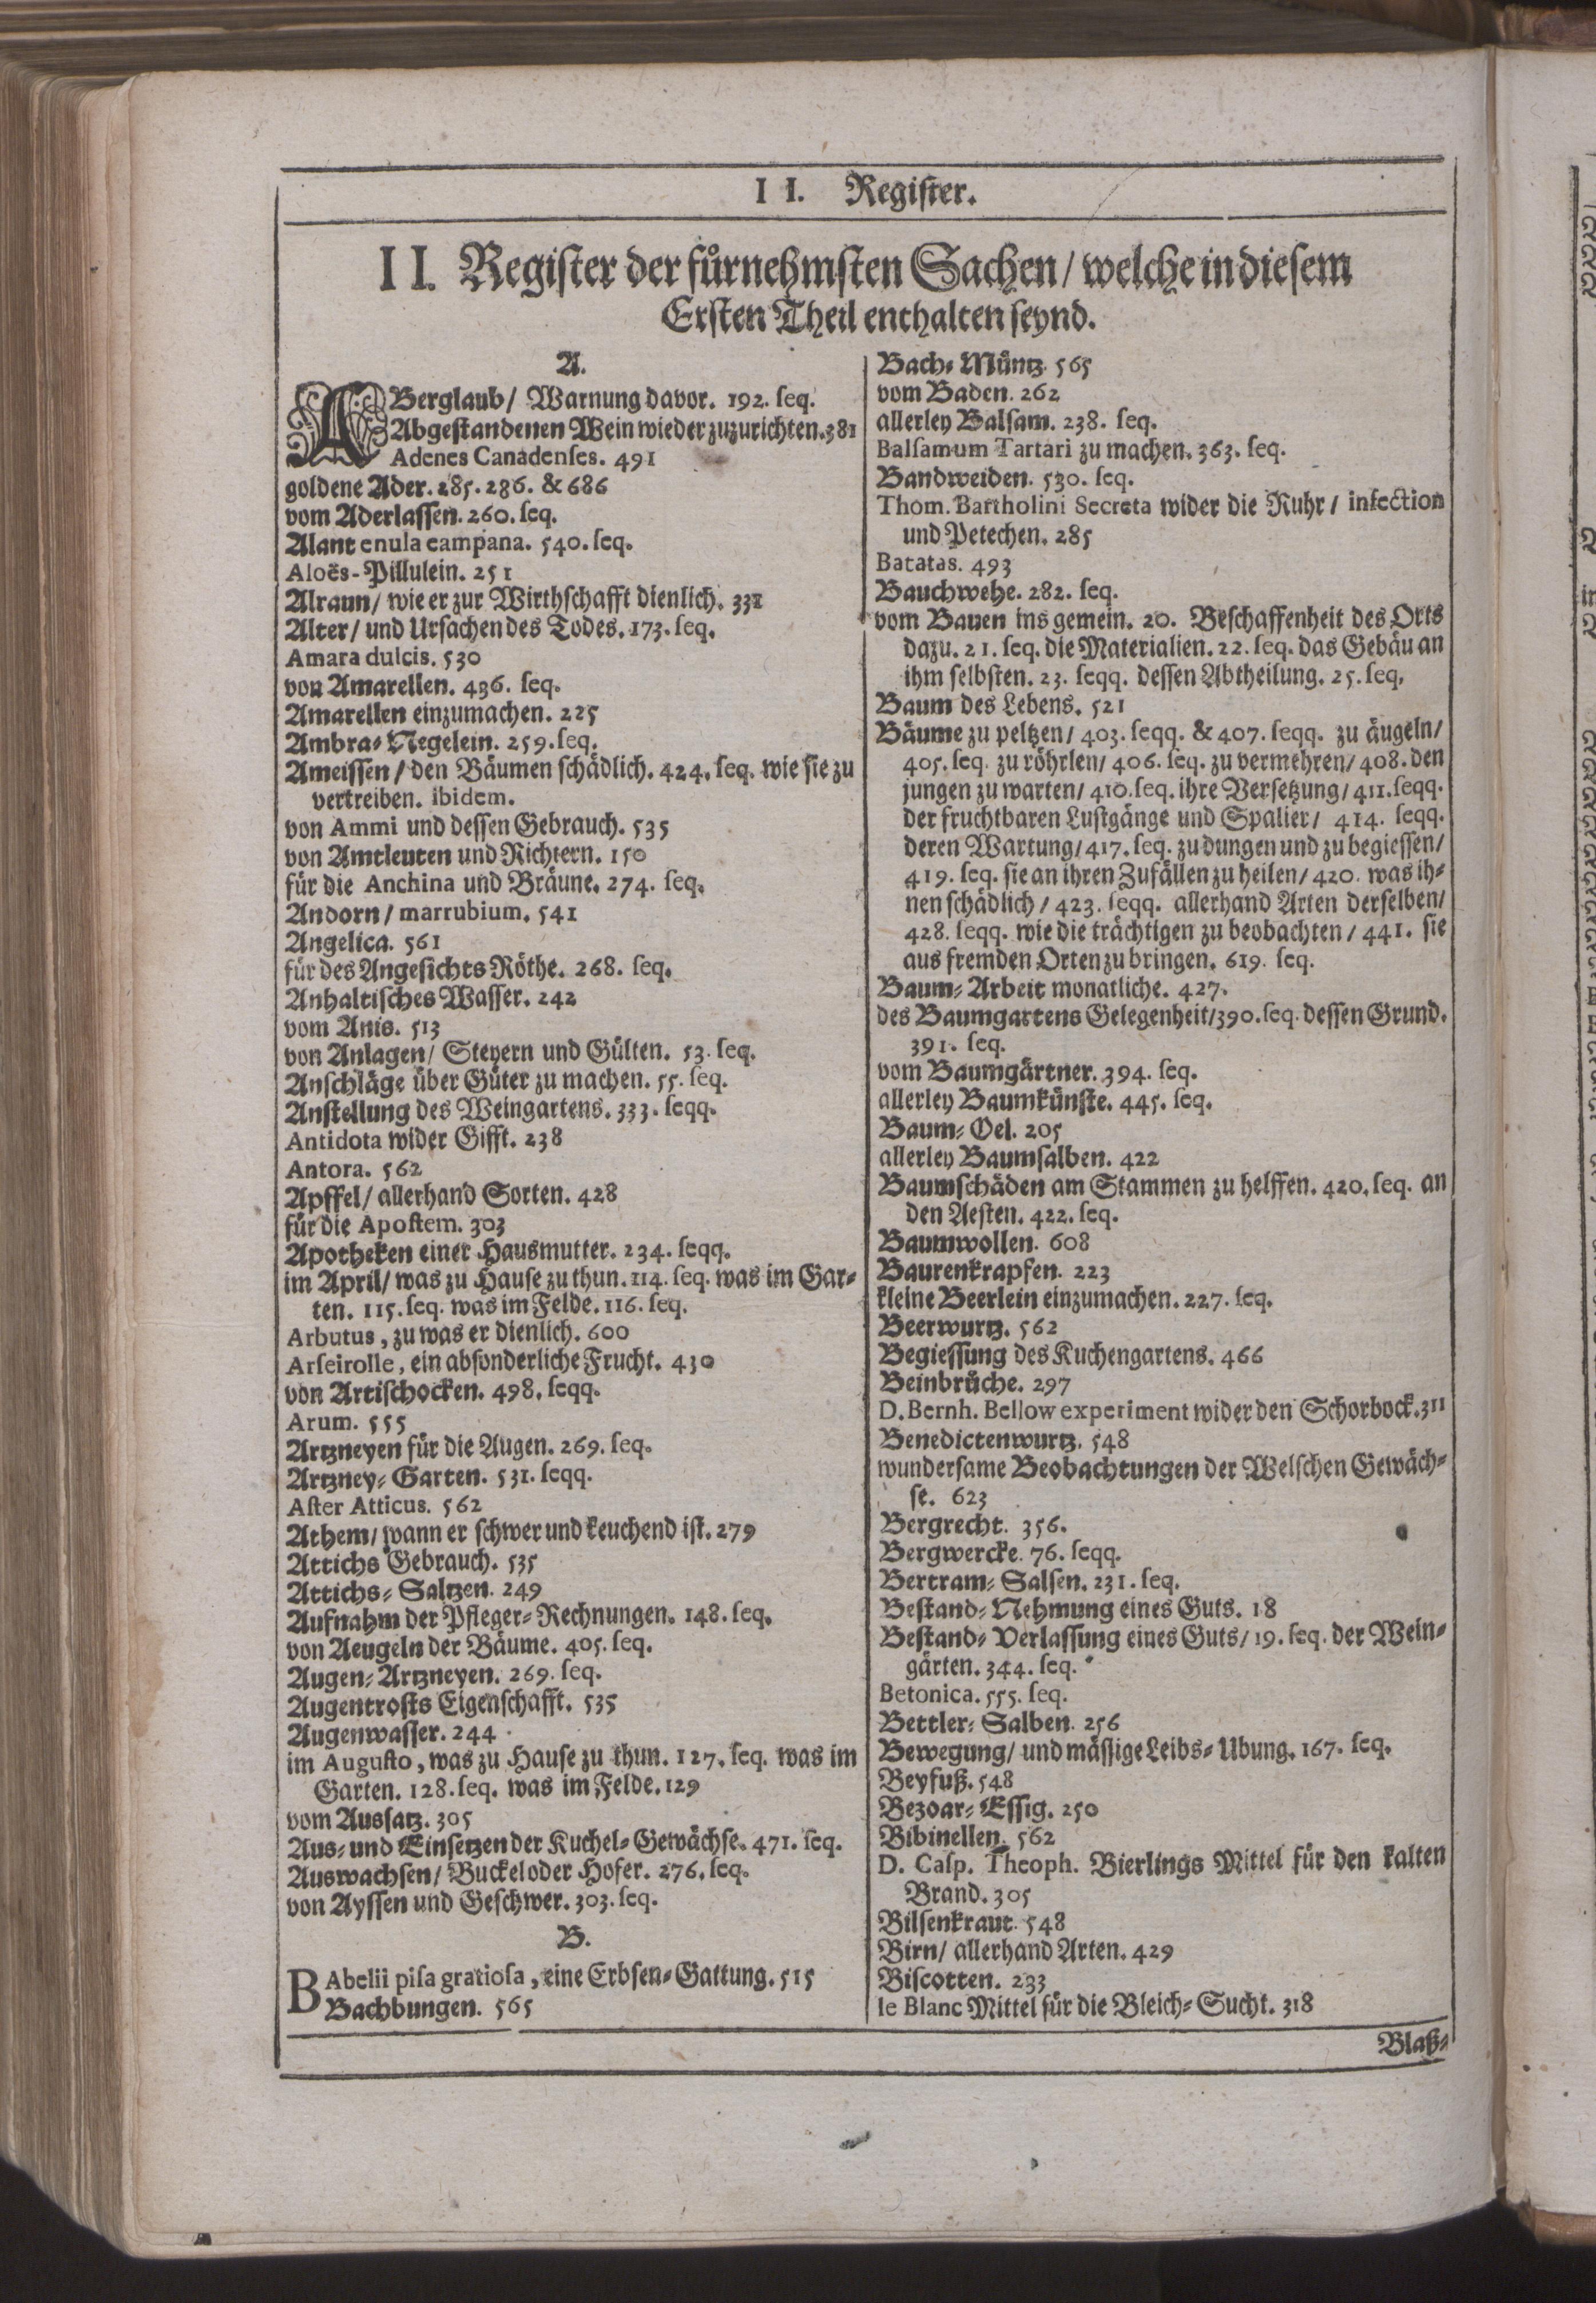 II. Regiſter.
II. Regiſter der fuͤrnehmſten Sachen/ welche in dieſem
Erſten Theil enthalten ſeynd.
A.
ABerglaub/ Warnung davor. 192. ſeq.
Abgeſtandenen Wein wieder zuzurichten. 381
Adenes Canadenſes. 491
goldene Ader. 285. 286. & 686
vom Aderlaſſen. 260. ſeq.
Alant enula campana. 540. ſeq.
Aloës-Pillulein. 251
Alraun/ wie er zur Wirthſchafft dienlich. 332
Alter/ und Urſachen des Todes. 173. ſeq.
Amara dulcis. 530
von Amarellen. 436. ſeq.
Amarellen einzumachen. 225
Ambra-Negelein. 259. ſeq.
Ameiſſen/ den Bäumen ſchädlich. 424. ſeq. wie ſie zu
vertreiben. ibidem.
von Ammi und deſſen Gebrauch. 535
von Amtleuten und Richtern. 150
für die Anchina und Bräune. 274. ſeq.
Andorn/ marrubium. 541
Angelica. 561
für des Angeſichts Röthe. 268. ſeq.
Anhaltiſches Waſſer. 242
vom Anis. 513
von Anlagen/ Steyern und Gülten. 53. ſeq.
Anſchläge über Güter zu machen. 55. ſeq.
Anſtellung des Weingartens. 333. ſeqq.
Antidota wider Gifft. 238
Antora. 562
Apffel/ allerhand Sorten. 428
für die Apoſtem. 303
Apotheken einer Hausmutter. 234. ſeqq.
im April/ was zu Hauſe zu thun. 114. ſeq. was im Gar-
ten. 115. ſeq. was im Felde. 116. ſeq.
Arbutus, zu was er dienlich. 600
Arſeirolle, ein abſonderliche Frucht. 430
von Artiſchocken. 498. ſeqq.
Arum. 555
Artzneyen für die Augen. 269. ſeq.
Artzney-Garten. 531. ſeqq.
Aſter Atticus. 562
Athem/ wann er ſchwer und keuchend iſt. 279
Attichs Gebrauch. 535
Attichs-Saltzen. 249
Aufnahm der Pfleger-Rechnungen. 148. ſeq.
von Aeugeln der Bäume. 405. ſeq.
Augen-Artzneyen. 269. ſeq.
Augentroſts Eigenſchafft. 535
Augenwaſſer. 244
im Auguſto, was zu Hauſe zu thun. 127. ſeq. was im
Garten. 128. ſeq. was im Felde. 129
vom Auſſatz. 305
Aus- und Einſetzen der Kuchel-Gewächſe. 471. ſeq.
Auswachſen/ Buckel oder Hofer. 276. ſeq.
von Ayſſen und Geſchwer. 303. ſeq.
B.
BAbelii piſa gratioſa, eine Erbſen-Gattung. 515
Bachbungen. 565
Bach-Müntz. 565
vom Baden. 262
allerley Balſam. 238. ſeq.
Balſamum Tartari zu machen. 363. ſeq.
Bandweiden. 530. ſeq.
Thom. Bartholini Secreta wider die Ruhr/ infection
und Petechen. 285
Batatas. 493
Bauchwehe. 282. ſeq.
vom Bauen ins gemein. 20. Beſchaffenheit des Orts
dazu. 21. ſeq. die Materialien. 22. ſeq. das Gebäu an
ihm ſelbſten. 23. ſeqq. deſſen Abtheilung. 25. ſeq.
Baum des Lebens. 521
Bäume zu peltzen/ 403. ſeqq. & 407. ſeqq. zu äugeln/
405. ſeq. zu röhrlen/ 406. ſeq. zu vermehren/ 408. den
jungen zu warten/ 410. ſeq. ihre Verſetzung/ 411. ſeqq.
der fruchtbaren Luſtgänge und Spalier/ 414. ſeqq.
deren Wartung/ 417. ſeq. zu dungen und zu begieſſen/
419. ſeq. ſie an ihren Zufällen zu heilen/ 420. was ih-
nen ſchädlich/ 423. ſeqq. allerhand Arten derſelben/
428. ſeqq. wie die trächtigen zu beobachten/ 441. ſie
aus fremden Orten zu bringen. 619. ſeq.
Baum-Arbeit monatliche. 427.
des Baumgartens Gelegenheit/ 390. ſeq. deſſen Grund.
391. ſeq.
vom Baumgärtner. 394. ſeq.
allerley Baumkünſte. 445. ſeq.
Baum-Oel. 205
allerley Baumſalben. 422
Baumſchäden am Stammen zu helffen. 420. ſeq. an
den Aeſten. 422. ſeq.
Baumwollen. 608
Baurenkrapfen. 223
kleine Beerlein einzumachen. 227. ſeq.
Beerwurtz. 562
Begieſſung des Kuchengartens. 466
Beinbrüche. 297
D. Bernh. Bellow experiment wider den Schorbock. 311
Benedictenwurtz. 548
wunderſame Beobachtungen der Welſchen Gewäch-
ſe. 623
Bergrecht. 356.
Bergwercke. 76. ſeqq.
Bertram-Salſen. 231. ſeq.
Beſtand-Nehmung eines Guts. 18
Beſtand-Verlaſſung eines Guts/ 19. ſeq. der Wein-
gärten. 344. ſeq.
Betonica. 555. ſeq.
Bettler-Salben. 256
Bewegung/ und mäſſige Leibs-Ubung. 167. ſeq.
Beyfuß. 548
Bezoar-Eſſig. 250
Bibinellen. 562
D. Caſp. Theoph. Bierlings Mittel für den kalten
Brand. 305
Bilſenkraut. 548
Birn/ allerhand Arten. 429
Biſcotten. 233
le Blanc Mittel für die Bleich-Sucht. 318
Blaß-